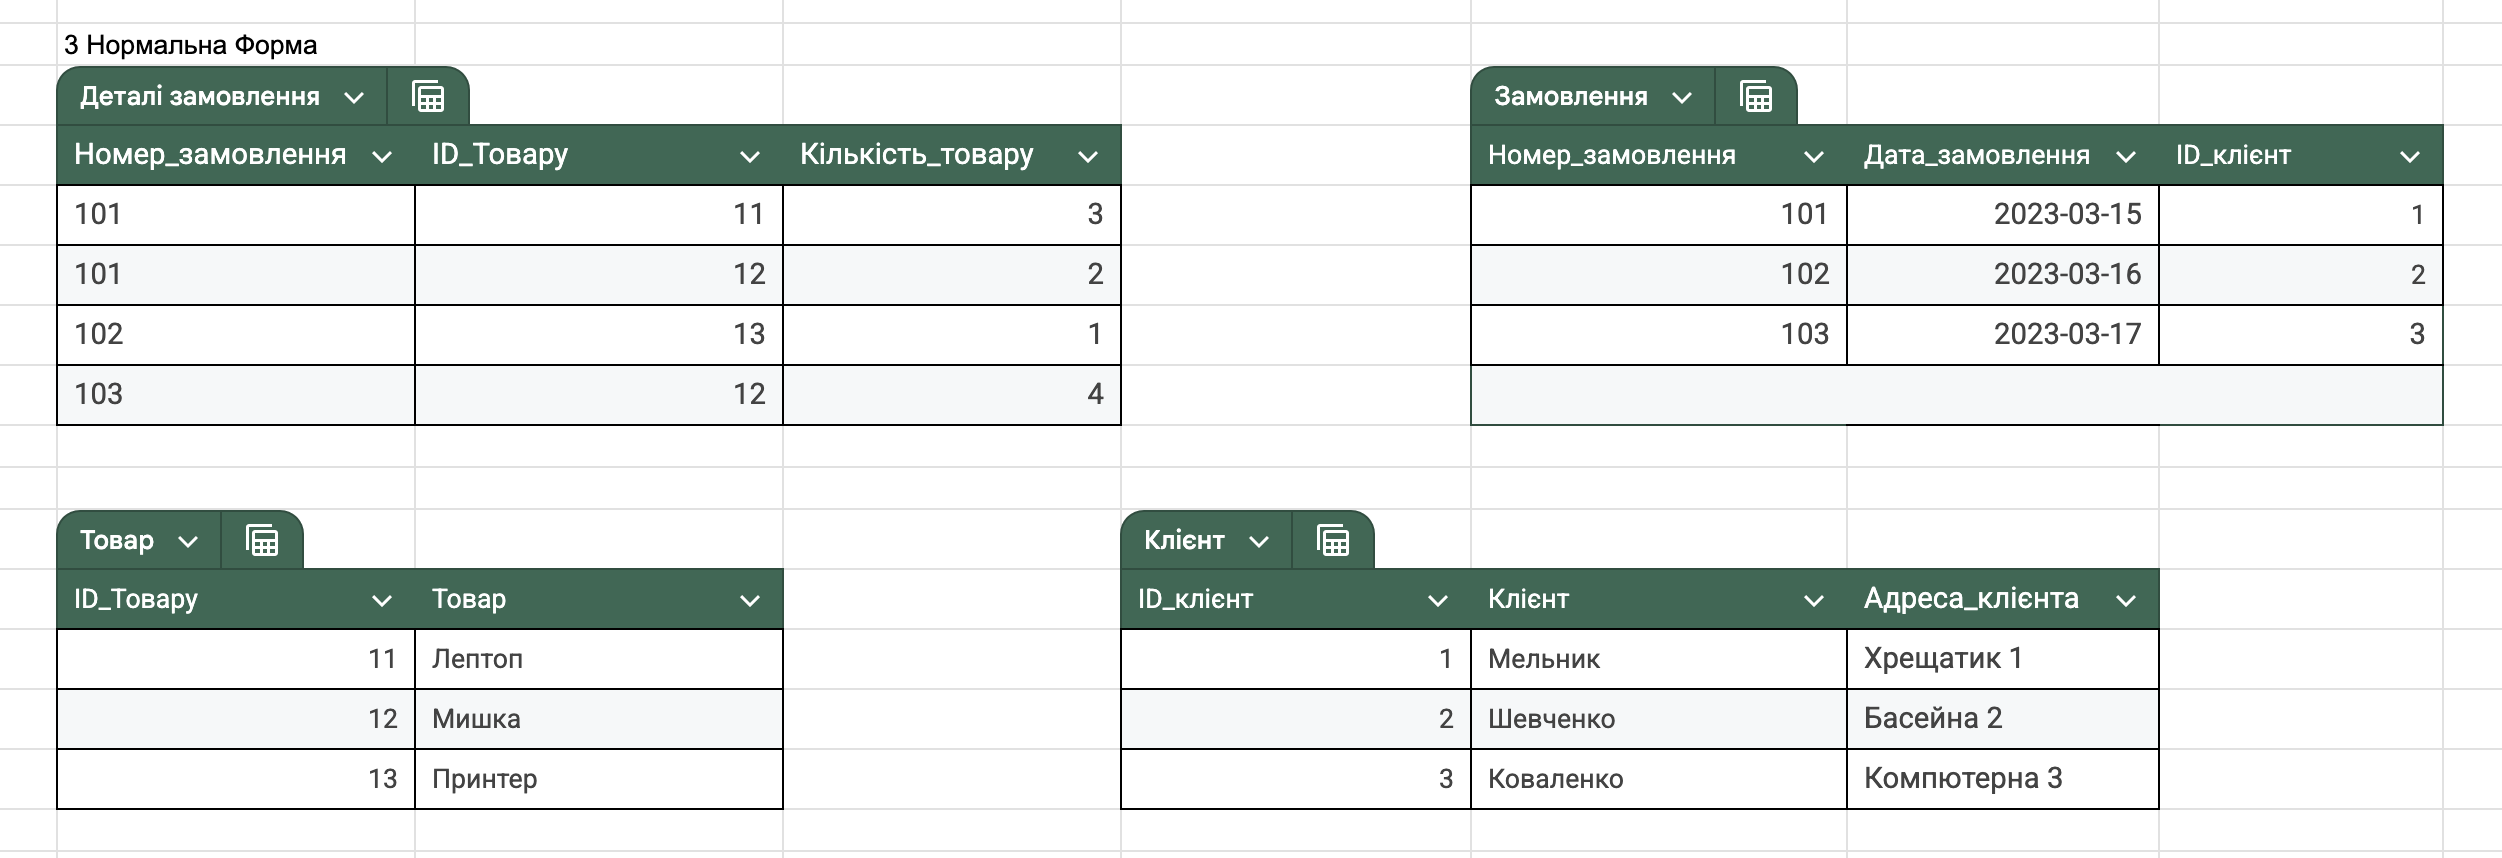 3 Нормальна Форма
Деталі замовлення
Номер_замовлення ID_Товару Кількість_товару
101 11 3
101 12 2
102 13 1
103 12 4
Замовлення
Номер_замовлення Дата_замовлення ID_клієнт
101 2023-03-15 1
102 2023-03-16 2
103 2023-03-17 3
Товар
ID_Товару Товар
11 Лептоп
12 Мишка
13 Принтер
Клієнт
ID_клієнт Клієнт Адреса_клієнта
1 Мельник Хрещатик 1
2 Шевченко Басейна 2
3 Коваленко Компютерна 3